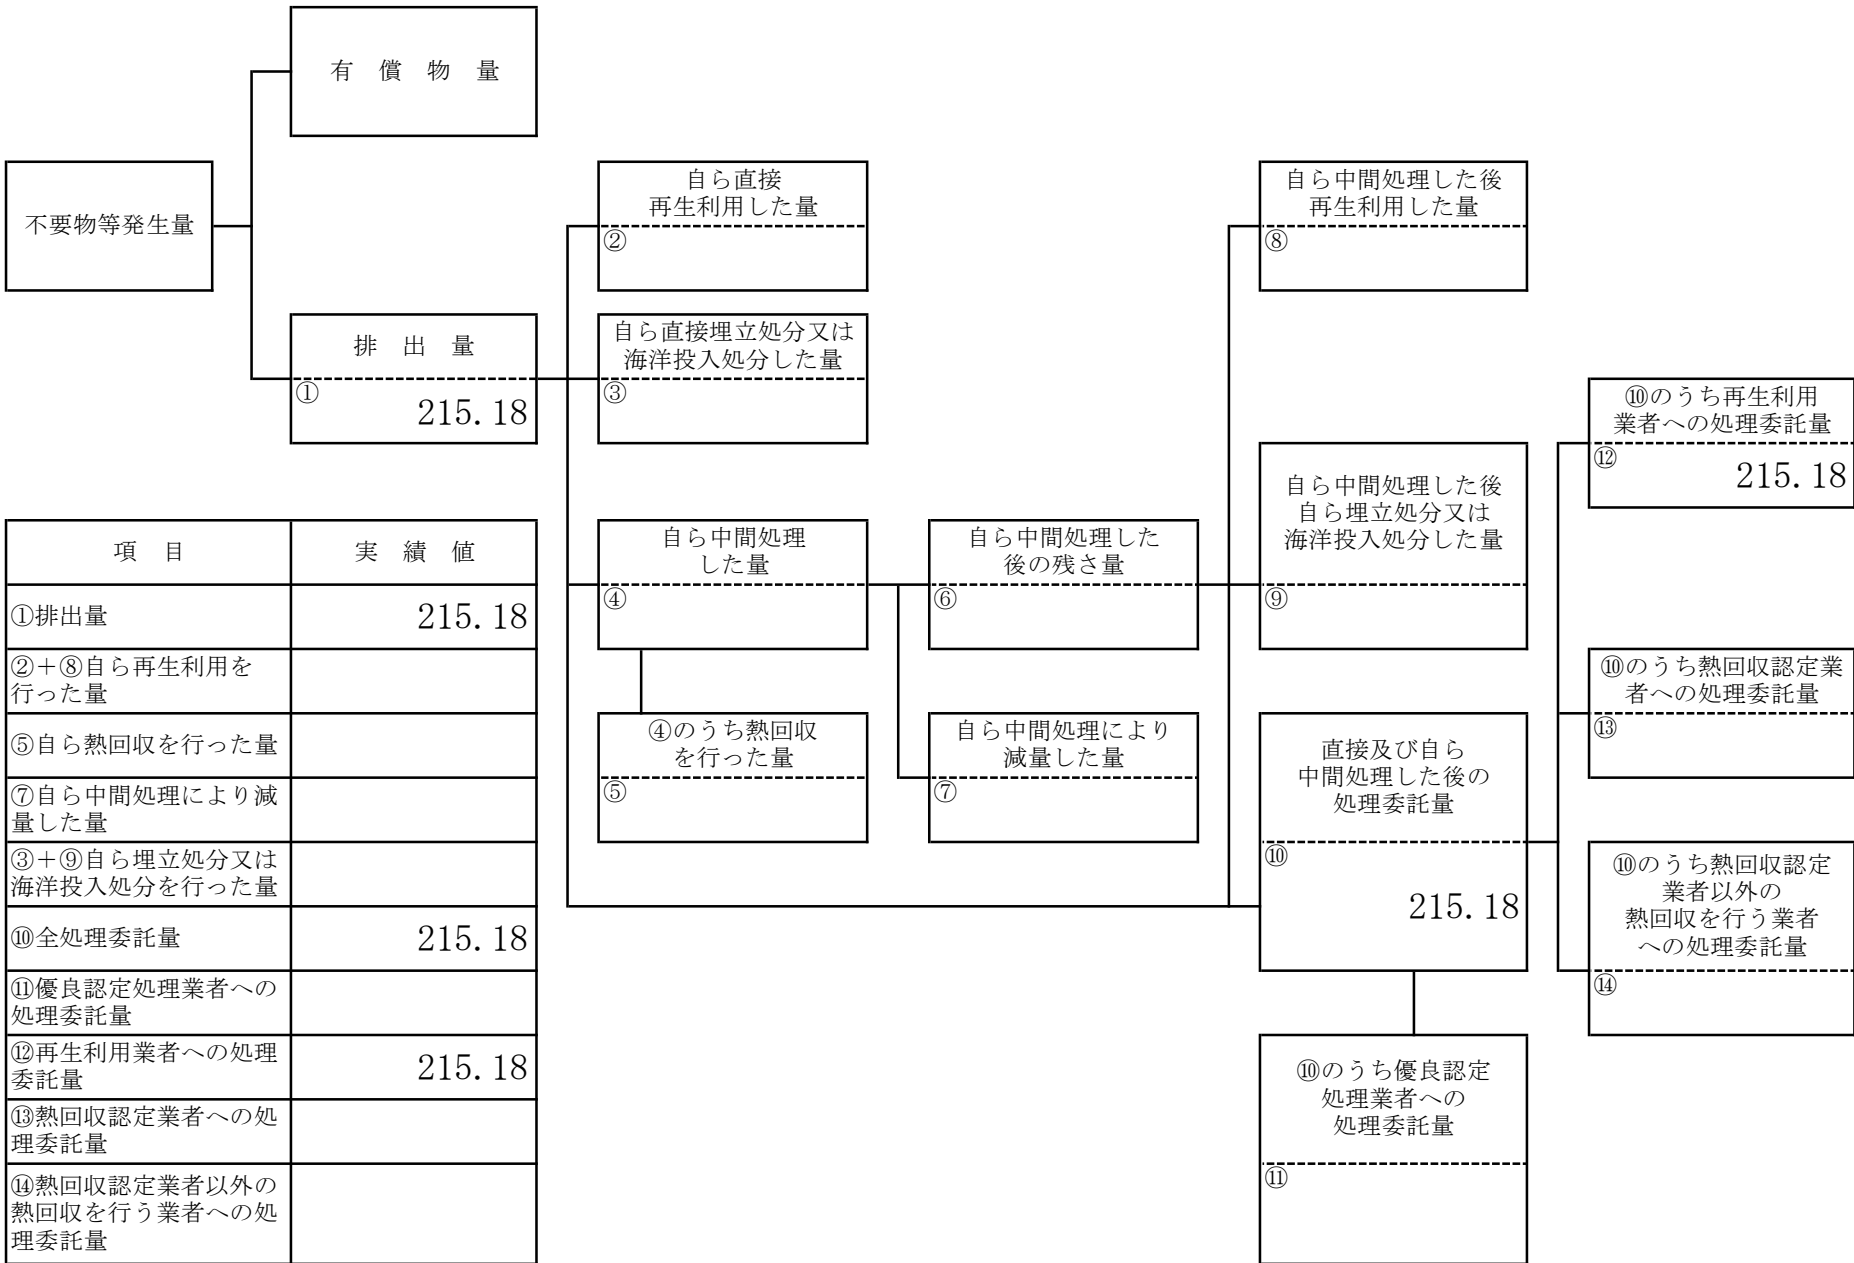 有 償 物 量
不要物等発生量
排 出 量
①
215.18
自ら直接
再生利用した量
②
自ら直接埋立処分又は
海洋投入処分した量
③
自ら中間処理
した量
④
④のうち熱回収
を行った量
⑤
自ら中間処理した
後の残さ量
⑥
自ら中間処理により
減量した量
⑦
自ら中間処理した後
再生利用した量
⑧
自ら中間処理した後
自ら埋立処分又は
海洋投入処分した量
⑨
直接及び自ら
中間処理した後の
処理委託量
⑩
215.18
⑩のうち優良認定
処理業者への
処理委託量
⑪
⑩のうち再生利用
業者への処理委託量
⑫
215.18
⑩のうち熱回収認定業
者への処理委託量
⑬
⑩のうち熱回収認定
業者以外の
熱回収を行う業者
への処理委託量
⑭
項 目 実 績 値
①排出量 215.18
②＋⑧自ら再生利用を
行った量
⑤自ら熱回収を行った量
⑦自ら中間処理により減
量した量
③＋⑨自ら埋立処分又は
海洋投入処分を行った量
⑩全処理委託量 215.18
⑪優良認定処理業者への
処理委託量
⑫再生利用業者への処理
委託量 215.18
⑬熱回収認定業者への処
理委託量
⑭熱回収認定業者以外の
熱回収を行う業者への処
理委託量